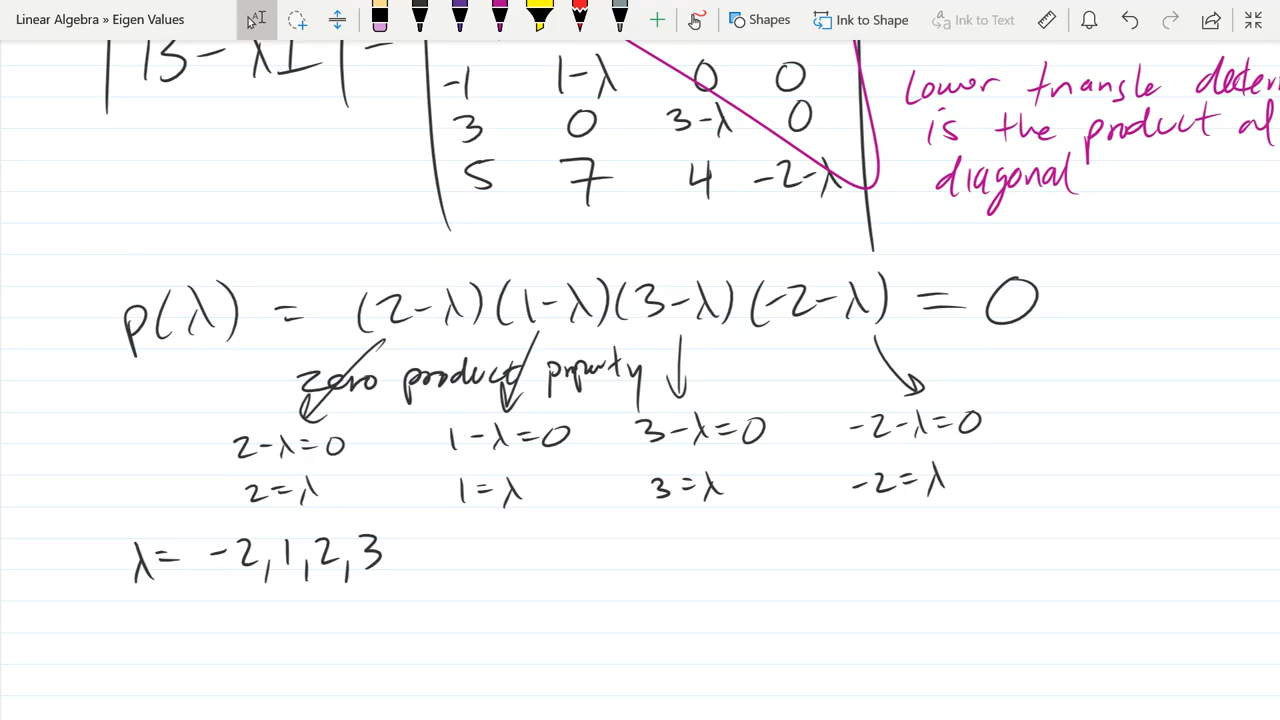 Linear Algebra » Eigen Values
Shapes
Ink to Shape
Ink to Text
|B - λI| =
-1 1-λ 0 0
3 0 3-λ 0
5 7 4 -2-λ
Lower triangle deter
is the product of
diagonal
p(λ) = (2-λ)(1-λ)(3-λ)(-2-λ) = 0
zero product property
2-λ=0 1-λ=0 3-λ=0 -2-λ=0
2=λ 1=λ 3=λ -2=λ
λ= -2,1,2,3